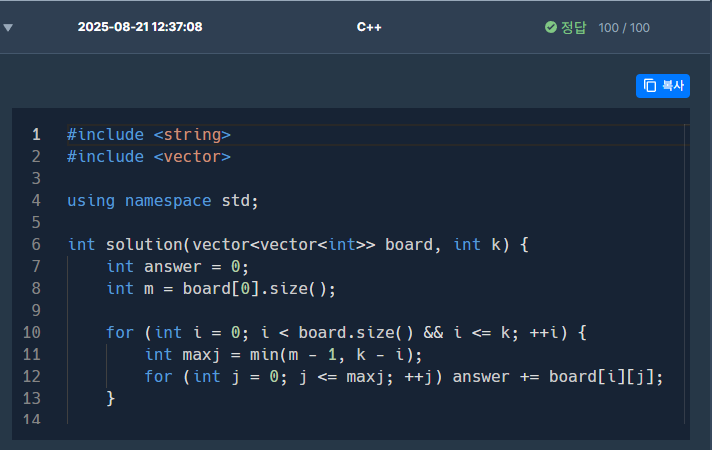 2025-08-21 12:37:08 C++ 정답 100 / 100
복사
1 #include <string>
2 #include <vector>
3
4 using namespace std;
5
6 int solution(vector<vector<int>> board, int k) {
7     int answer = 0;
8     int m = board[0].size();
9
10     for (int i = 0; i < board.size() && i <= k; ++i) {
11         int maxj = min(m - 1, k - i);
12         for (int j = 0; j <= maxj; ++j) answer += board[i][j];
13     }
14